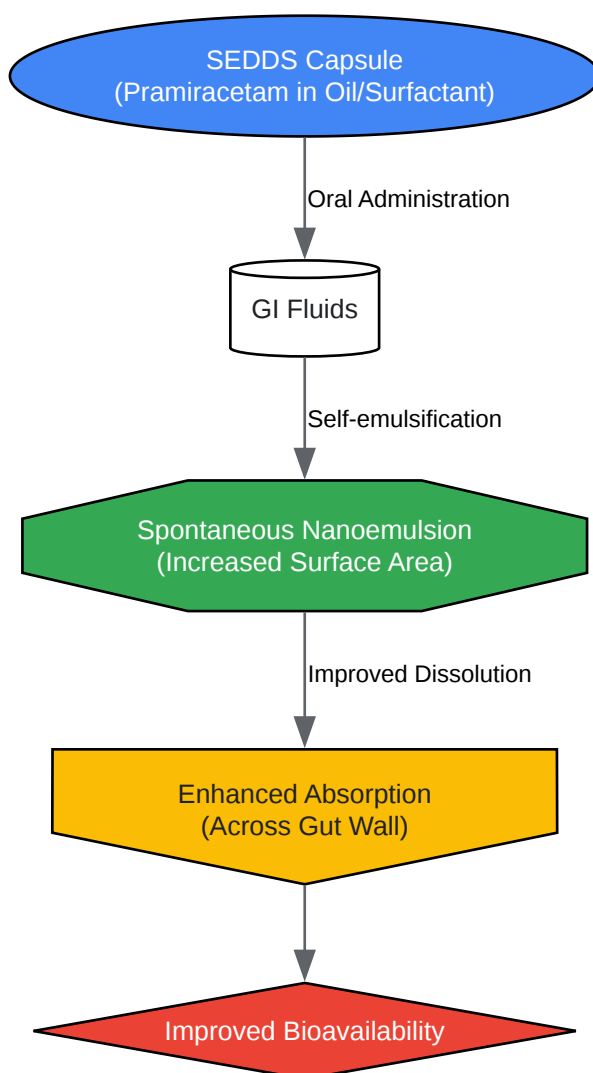 SEDDS Capsule
(Pramiracetam in Oil/Surfactant)
Oral Administration
GI Fluids
Self-emulsification
Spontaneous Nanoemulsion
(Increased Surface Area)
Improved Dissolution
Enhanced Absorption
(Across Gut Wall)
Improved Bioavailability